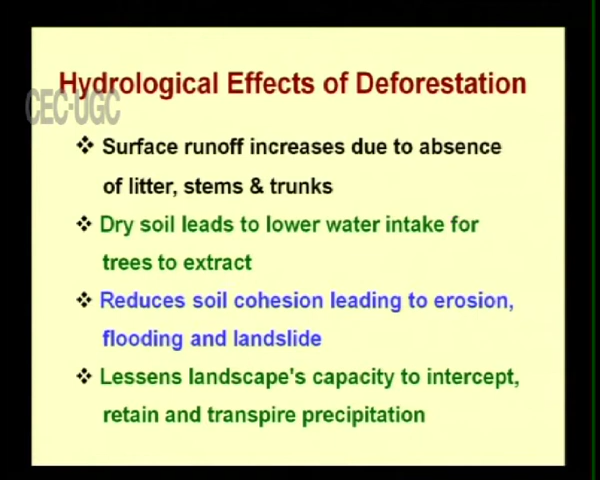 Hydrological Effects of Deforestation
CEC-UGC
❖ Surface runoff increases due to absence
of litter, stems & trunks
❖ Dry soil leads to lower water intake for
trees to extract
❖ Reduces soil cohesion leading to erosion,
flooding and landslide
❖ Lessens landscape's capacity to intercept,
retain and transpire precipitation